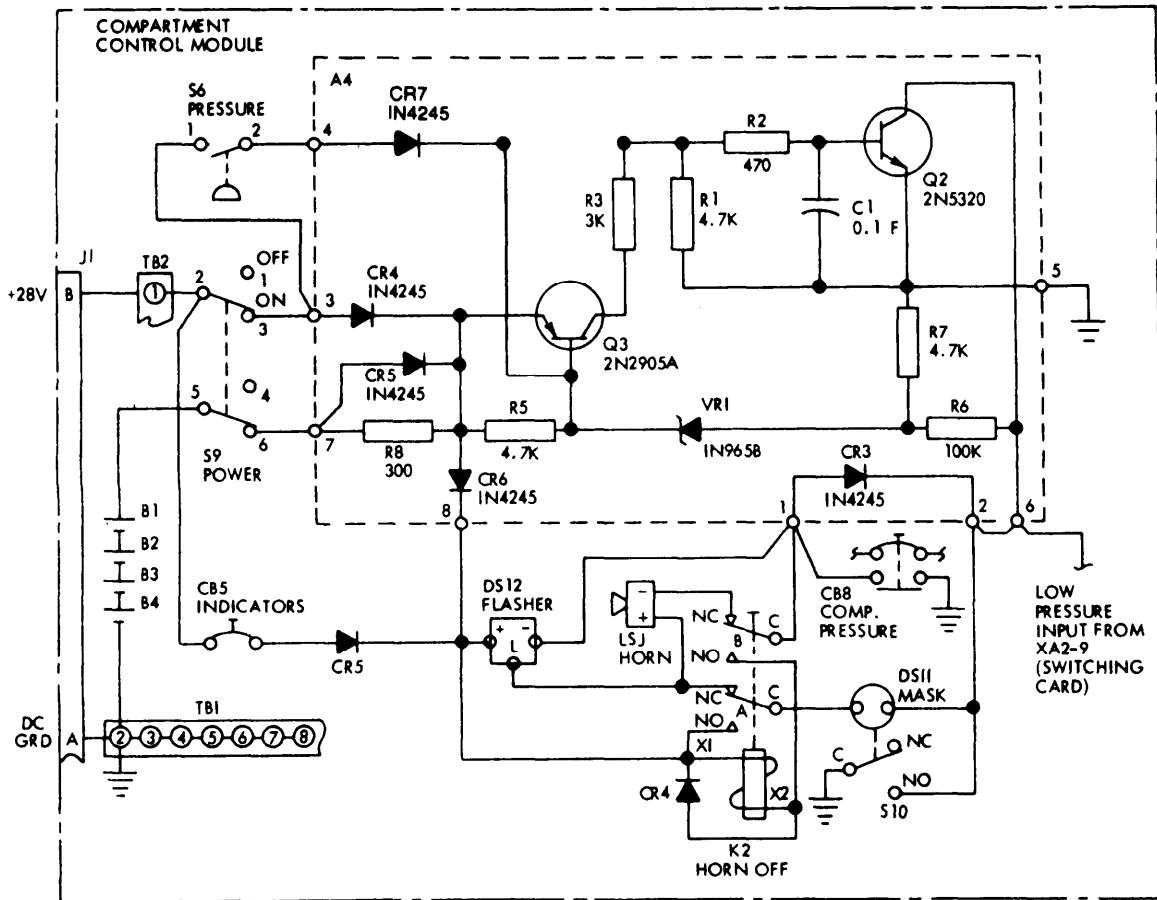 COMPARTMENT
CONTROL MODULE
A4
S6
PRESSURE
1
2
4
CR7
IN4245
R2
470
Q2
2N5320
R3
3K
R1
4.7K
C1
0.1 F
J1
+28V
B
TB2
1
2
OFF
1
ON
3
3
CR4
IN4245
5
Q3
2N2905A
R7
4.7K
CR5
IN4245
4
5
6
7
S9
POWER
R8
300
R5
4.7K
VR1
IN965B
R6
100K
CR6
IN4245
CR3
IN4245
8
1
2
6
B1
B2
B3
B4
CB5
INDICATORS
CR5
DS12
FLASHER
+
-
L
-
+
LSJ
HORN
NC
C
B
NO
NC
C
A
NO
X1
CB8
COMP.
PRESSURE
LOW
PRESSURE
INPUT FROM
XA2-9
(SWITCHING
CARD)
DS11
MASK
NC
C
NO
S10
CR4
X2
K2
HORN OFF
DC
GRD
A
TB1
2 3 4 5 6 7 8